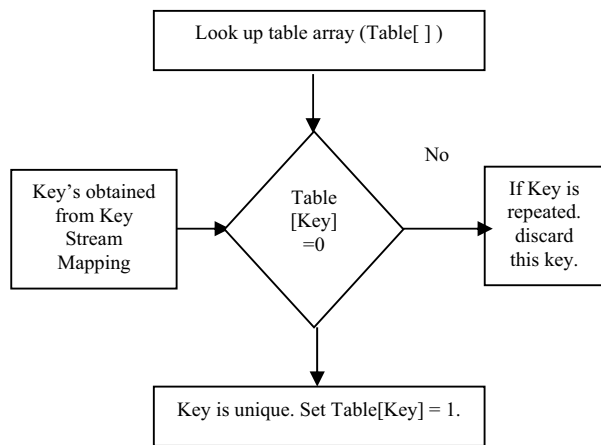 Look up table array (Table[ ] )
No
Key's obtained
from Key
Stream
Mapping
Table
[Key]
=0
If Key is
repeated.
discard
this key.
Key is unique. Set Table[Key] = 1.